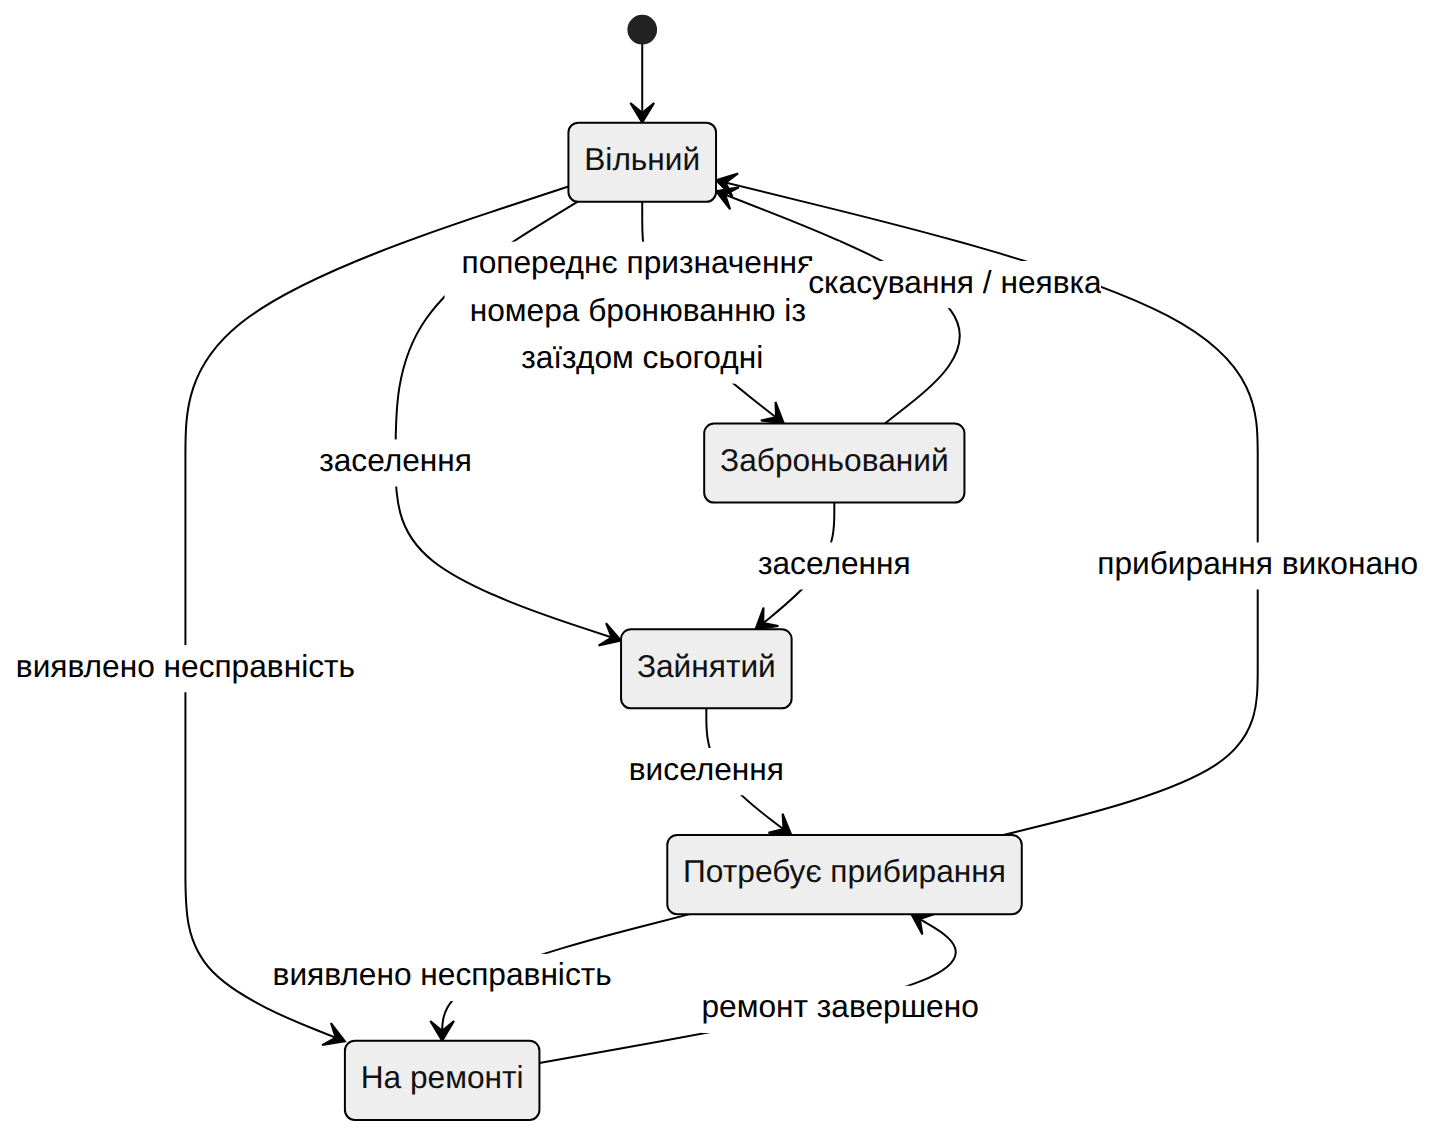 Вільний
попереднє призначення
номера бронюванню із
заїздом сьогодні
скасування / неявка
заселення
Заброньований
заселення
прибирання виконано
виявлено несправність
Зайнятий
виселення
Потребує прибирання
виявлено несправність
ремонт завершено
На ремонті